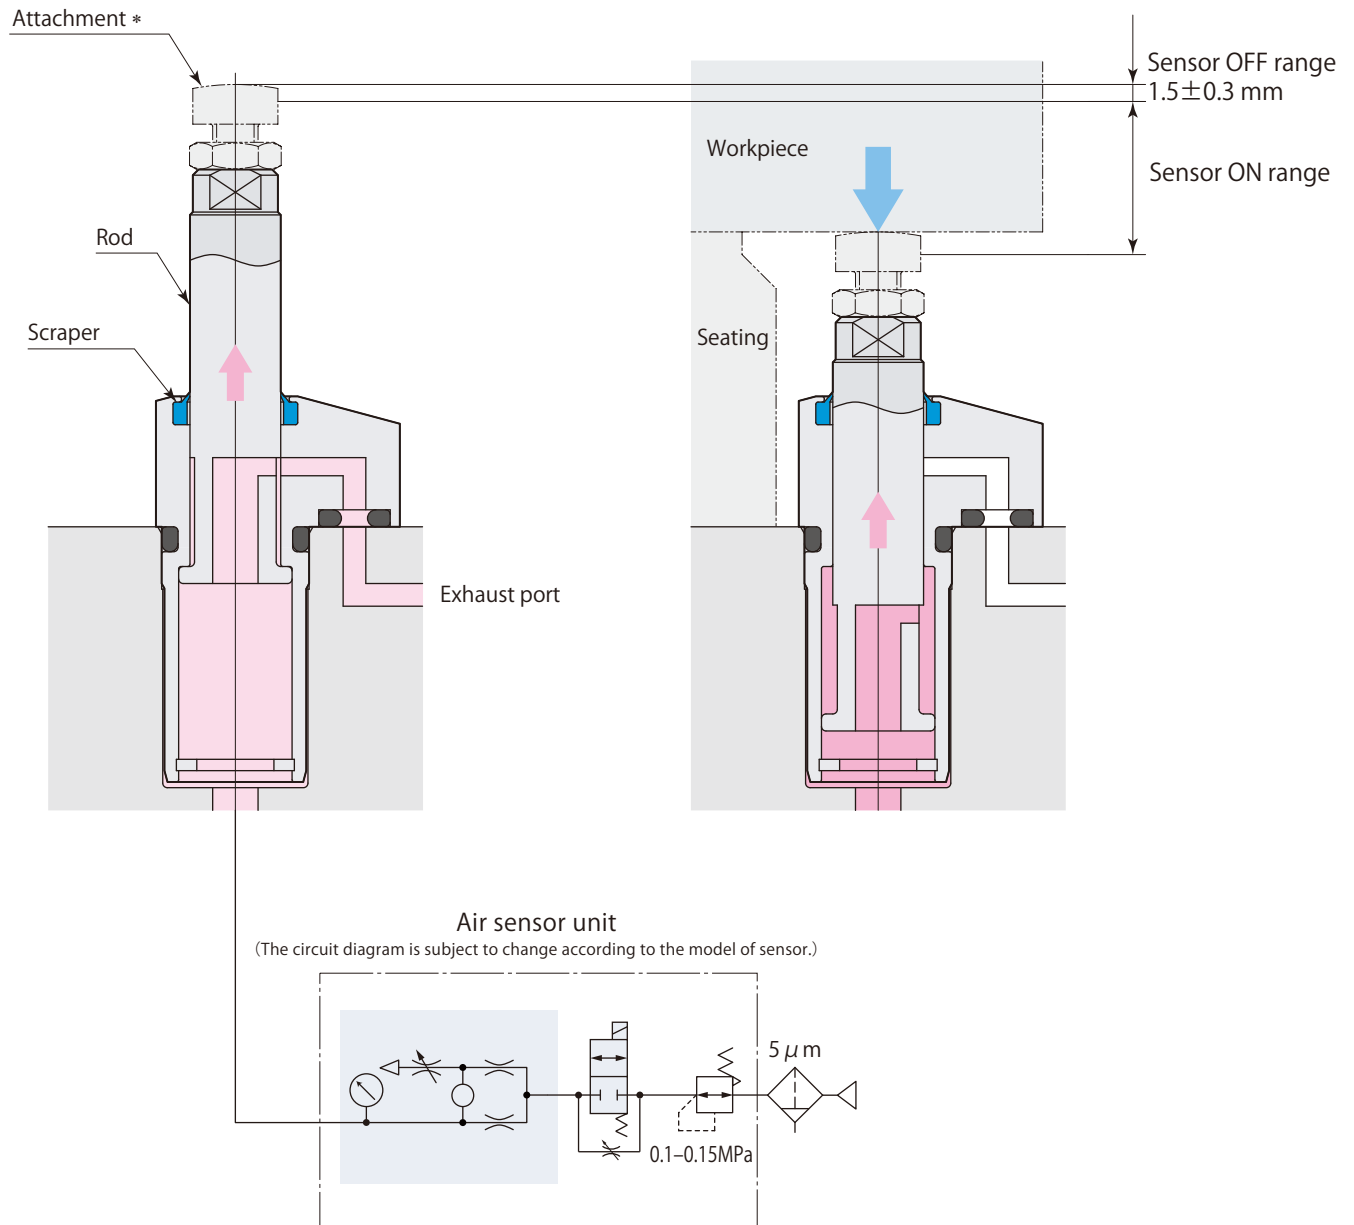 Attachment *
Sensor OFF range
1.5±0.3 mm
Workpiece
Sensor ON range
Rod
Scraper
Seating
Exhaust port
Air sensor unit
(The circuit diagram is subject to change according to the model of sensor.)
5 μm
0.1–0.15MPa